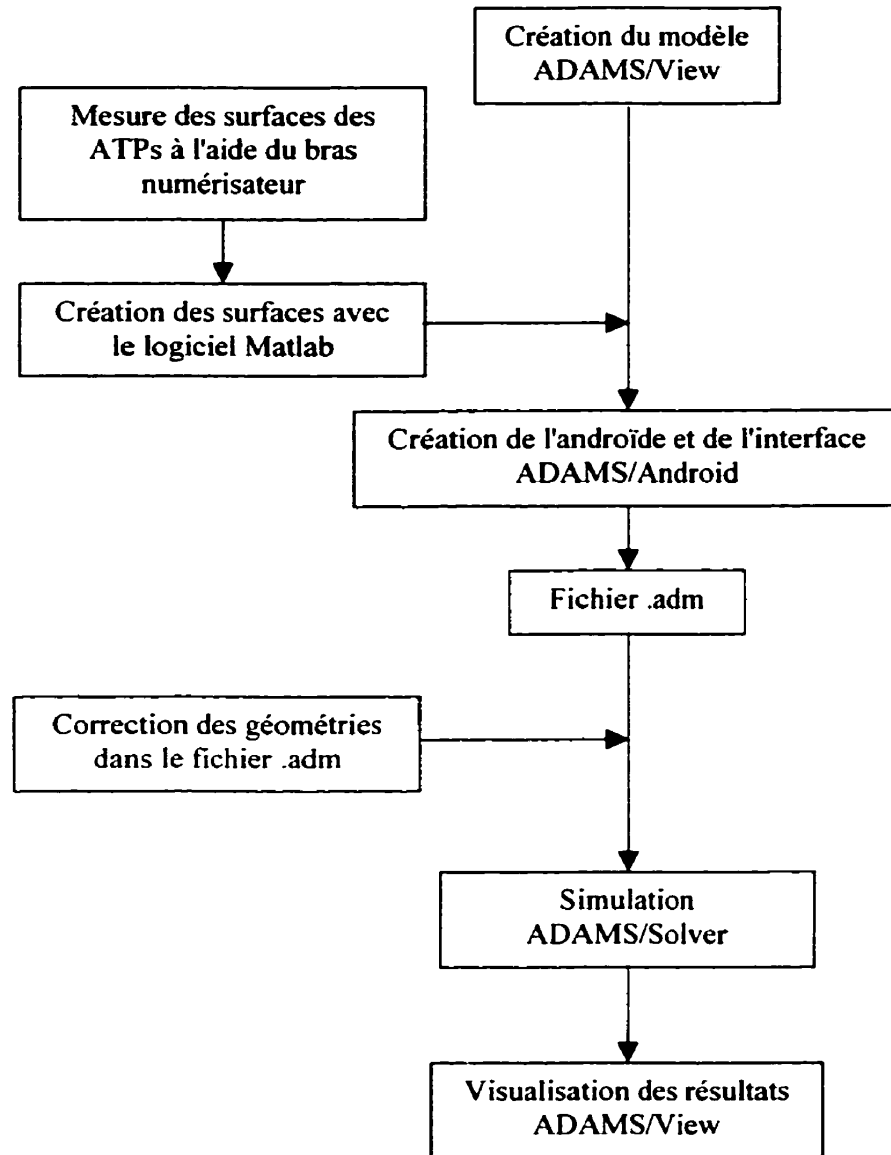 Création du modèle
ADAMS/View
Mesure des surfaces des
ATPs à l'aide du bras
numérisateur
Création des surfaces avec
le logiciel Matlab
Création de l'androïde et de l'interface
ADAMS/Android
Fichier .adm
Correction des géométries
dans le fichier .adm
Simulation
ADAMS/Solver
Visualisation des résultats
ADAMS/View